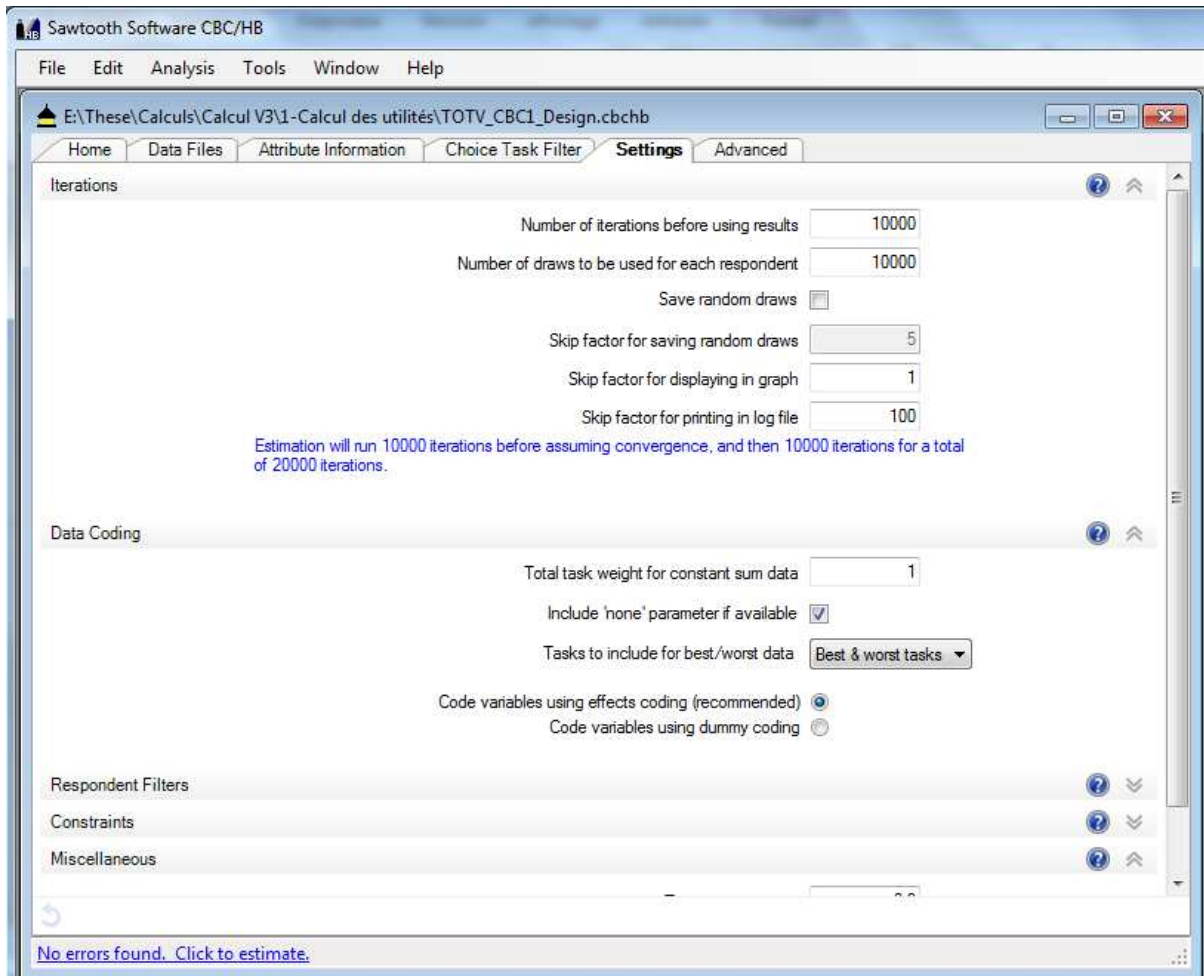 Sawtooth Software CBC/HB
File Edit Analysis Tools Window Help
E:\These\Calculs\Calcul V3\1-Calcul des utilités\TOTV_CBC1_Design.cbchb
Home Data Files Attribute Information Choice Task Filter Settings Advanced
Iterations
Number of iterations before using results 10000
Number of draws to be used for each respondent 10000
Save random draws
Skip factor for saving random draws 5
Skip factor for displaying in graph 1
Skip factor for printing in log file 100
Estimation will run 10000 iterations before assuming convergence, and then 10000 iterations for a total
of 20000 iterations.
Data Coding
Total task weight for constant sum data 1
Include 'none' parameter if available
Tasks to include for best/worst data Best & worst tasks
Code variables using effects coding (recommended)
Code variables using dummy coding
Respondent Filters
Constraints
Miscellaneous
No errors found. Click to estimate.